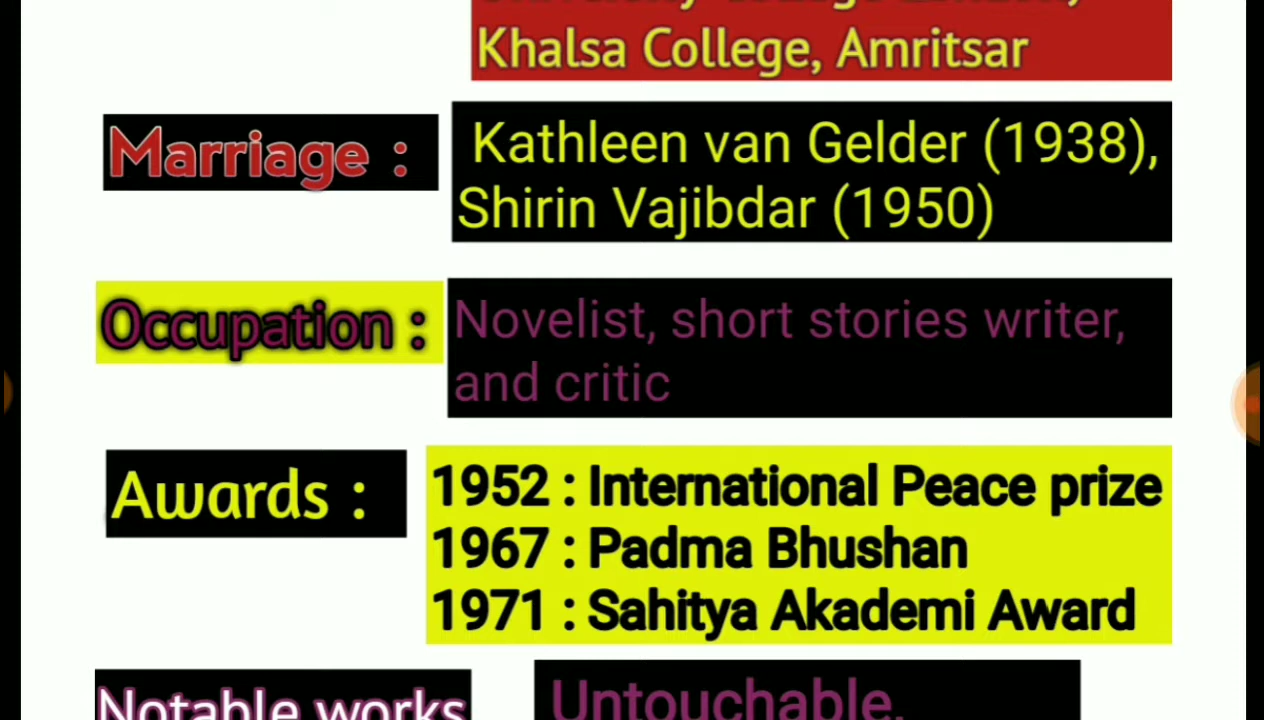 Khalsa College, Amritsar
Marriage :
Kathleen van Gelder (1938),
Shirin Vajibdar (1950)
Occupation :
Novelist, short stories writer,
and critic
Awards :
1952 : International Peace prize
1967 : Padma Bhushan
1971 : Sahitya Akademi Award
Notable works
Untouchable,